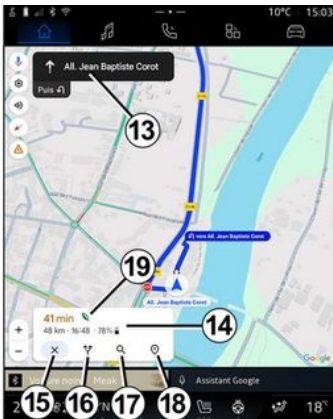 10°C 15:03
All. Jean Baptiste Corot
Puis
13
vers All. Jean Baptiste Corot
19
41 min
48 km · 16:48 · 78%
14
All. Jean Baptiste Corot
+
−
Google
15
16
17
18
Assistant Google
18°